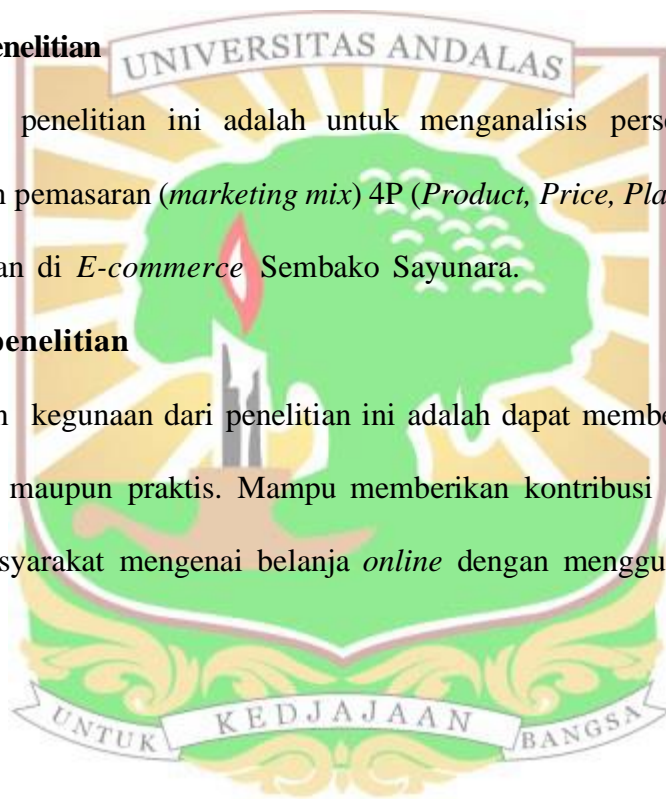 enelitian
UNIVERSITAS ANDALAS
penelitian ini adalah untuk menganalisis perse
n pemasaran (marketing mix) 4P (Product, Price, Pla
an di E-commerce Sembako Sayunara.
penelitian
n kegunaan dari penelitian ini adalah dapat membe
maupun praktis. Mampu memberikan kontribusi
syarakat mengenai belanja online dengan menggu
UNTUK KEDJAJAAN BANGSA